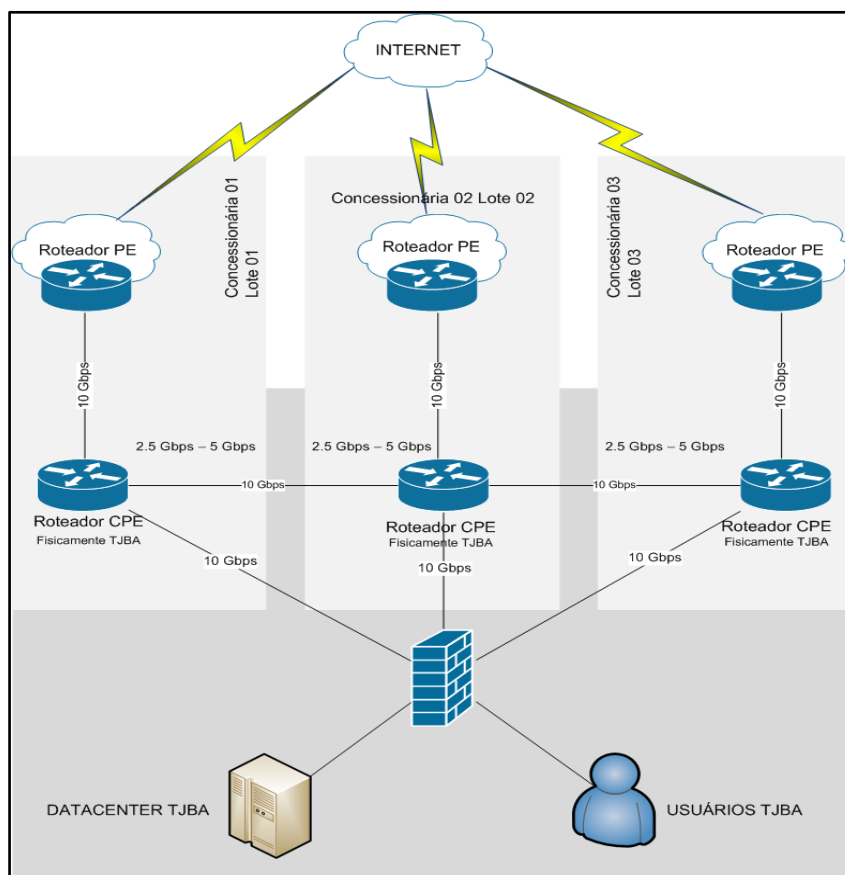 INTERNET
Concessionária 01
Lote 01
Concessionária 02 Lote 02
Concessionária 03
Lote 03
Roteador PE
Roteador PE
Roteador PE
10 Gbps
10 Gbps
10 Gbps
2.5 Gbps – 5 Gbps
2.5 Gbps – 5 Gbps
2.5 Gbps – 5 Gbps
10 Gbps
10 Gbps
Roteador CPE
Fisicamente TJBA
Roteador CPE
Fisicamente TJBA
Roteador CPE
Fisicamente TJBA
10 Gbps
10 Gbps
10 Gbps
DATACENTER TJBA
USUÁRIOS TJBA